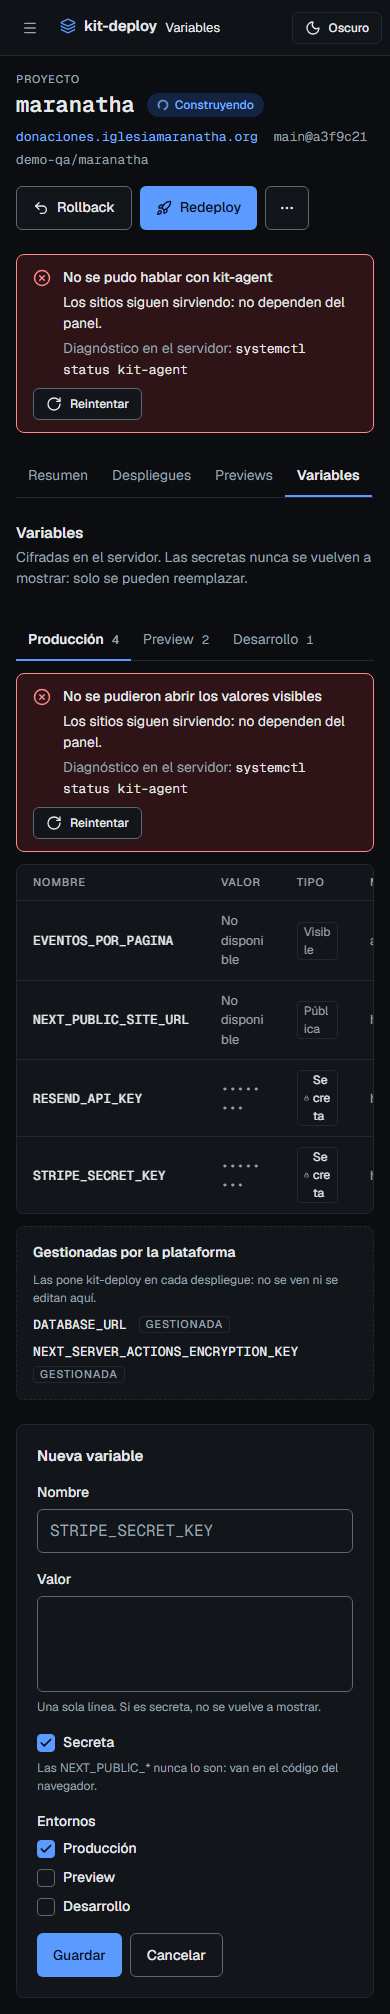 kit-deploy Variables Oscuro
PROYECTO
maranatha Construyendo
donaciones.iglesiamaranatha.org main@a3f9c21
demo-qa/maranatha
Rollback Redeploy ···
No se pudo hablar con kit-agent
Los sitios siguen sirviendo: no dependen del
panel.
Diagnóstico en el servidor: systemctl
status kit-agent
Reintentar
Resumen Despliegues Previews Variables
Variables
Cifradas en el servidor. Las secretas nunca se vuelven a
mostrar: solo se pueden reemplazar.
Producción 4 Preview 2 Desarrollo 1
No se pudieron abrir los valores visibles
Los sitios siguen sirviendo: no dependen del
panel.
Diagnóstico en el servidor: systemctl
status kit-agent
Reintentar
NOMBRE VALOR TIPO
EVENTOS_POR_PAGINA No
disponi
ble Visib
le
NEXT_PUBLIC_SITE_URL No
disponi
ble Públ
ica
RESEND_API_KEY •••••
••• Se
cre
ta
STRIPE_SECRET_KEY •••••
••• Se
cre
ta
Gestionadas por la plataforma
Las pone kit-deploy en cada despliegue: no se ven ni se
editan aquí.
DATABASE_URL GESTIONADA
NEXT_SERVER_ACTIONS_ENCRYPTION_KEY
GESTIONADA
Nueva variable
Nombre
STRIPE_SECRET_KEY
Valor
Una sola línea. Si es secreta, no se vuelve a mostrar.
Secreta
Las NEXT_PUBLIC_* nunca lo son: van en el código del
navegador.
Entornos
Producción
Preview
Desarrollo
Guardar Cancelar